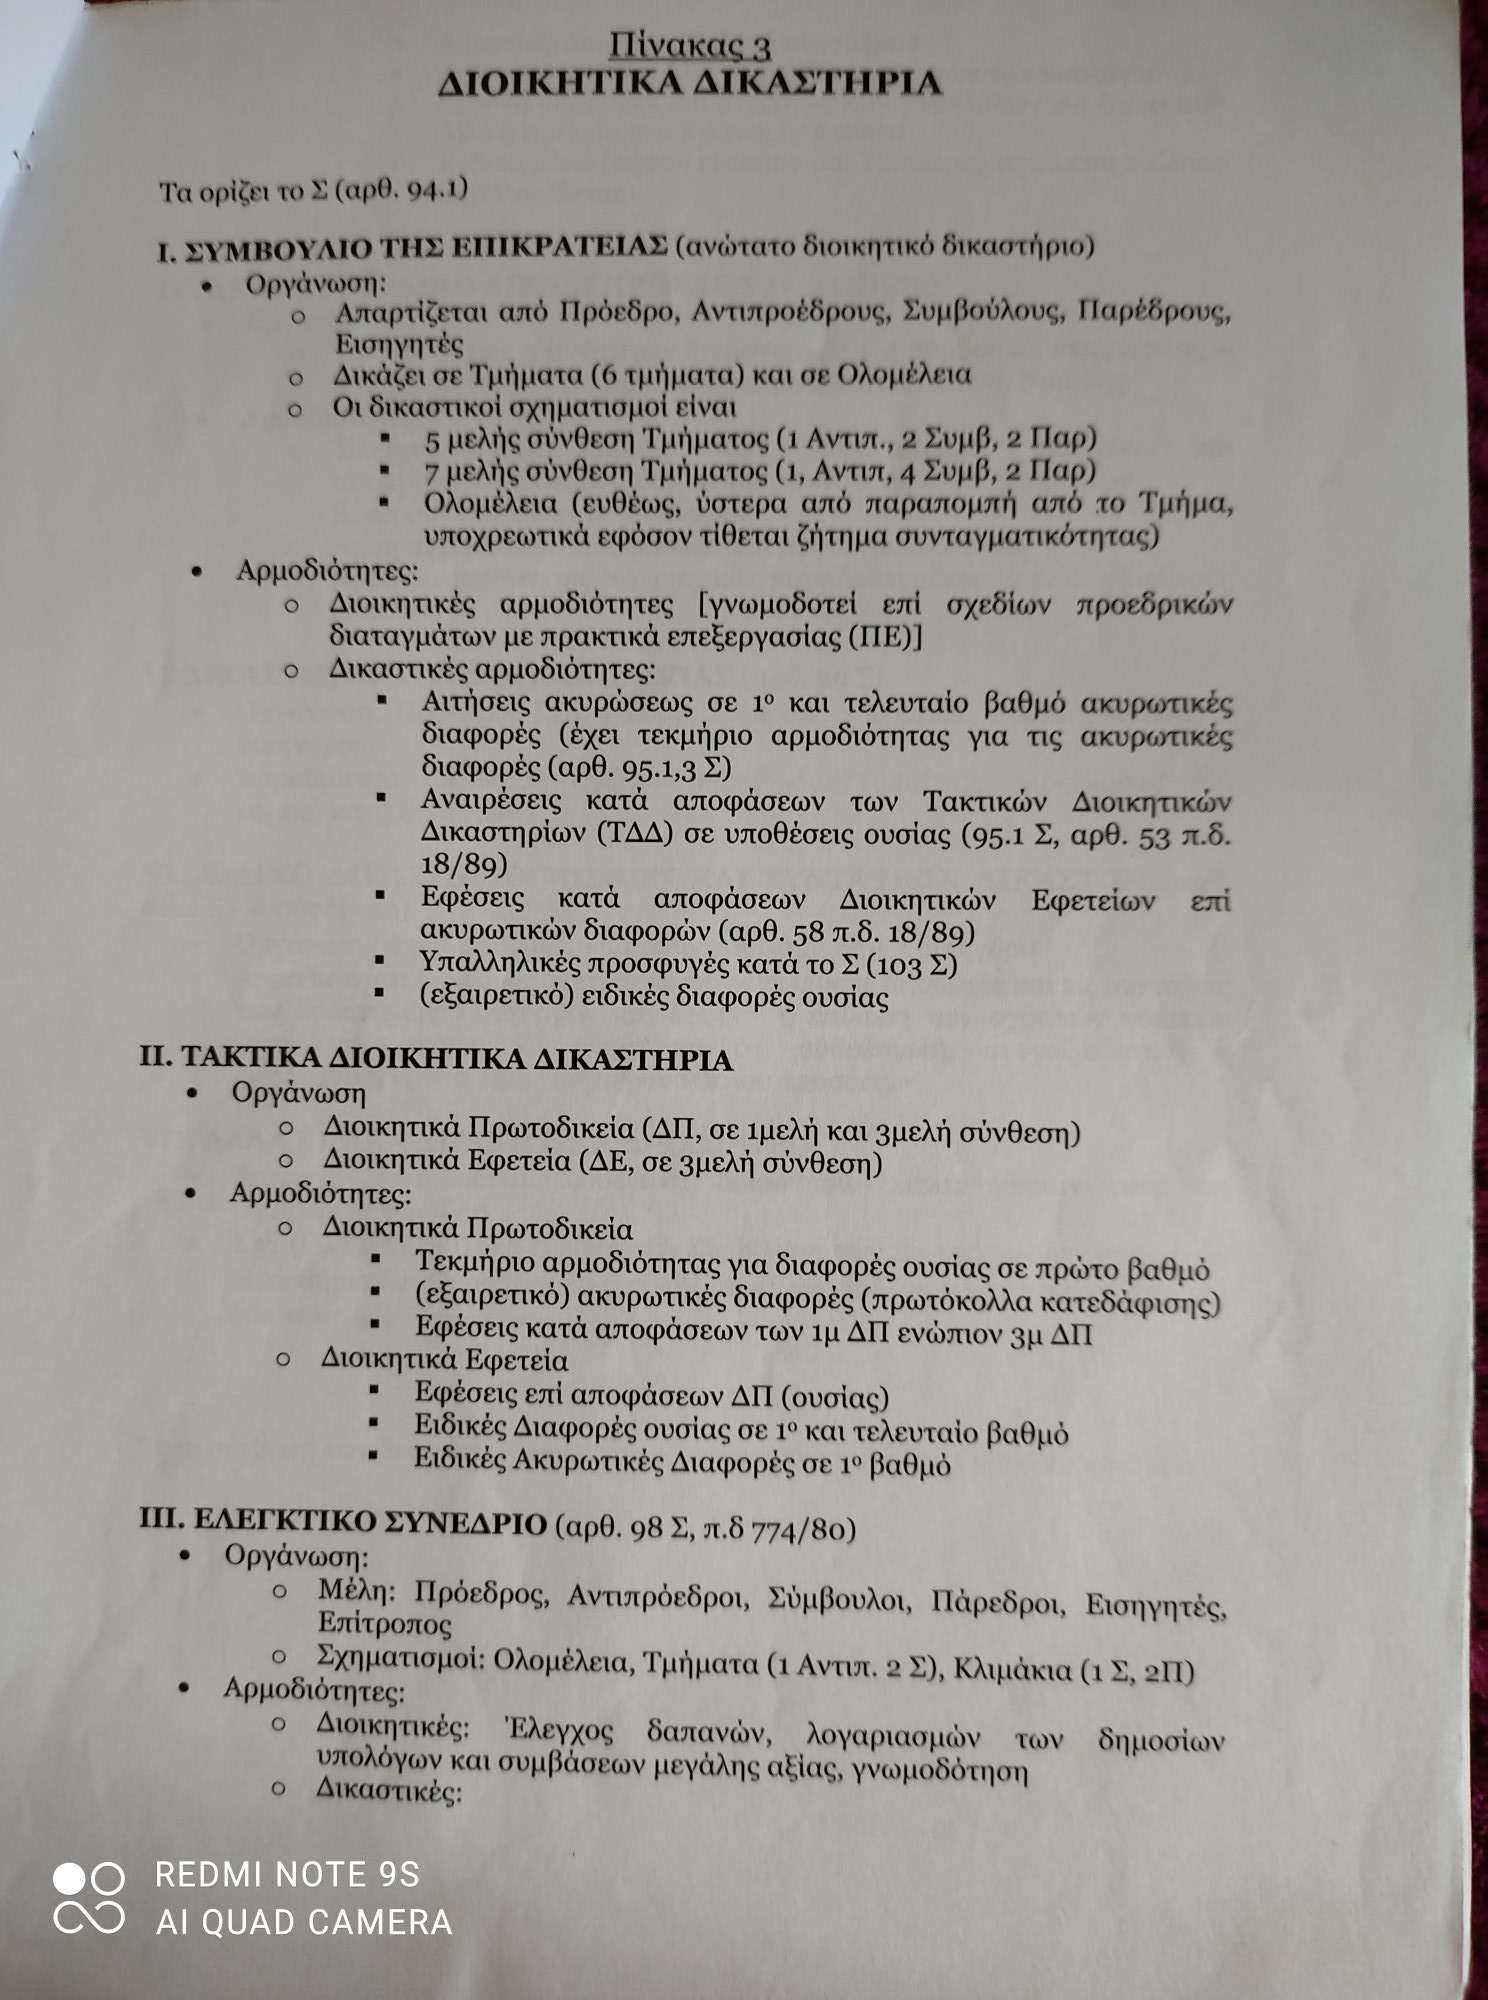 Πίνακας 3
ΔΙΟΙΚΗΤΙΚΑ ΔΙΚΑΣΤΗΡΙΑ
Τα ορίζει το Σ (αρθ. 94.1)
I. ΣΥΜΒΟΥΛΙΟ ΤΗΣ ΕΠΙΚΡΑΤΕΙΑΣ (ανώτατο διοικητικό δικαστήριο)
• Οργάνωση:
o Απαρτίζεται από Πρόεδρο, Αντιπροέδρους, Συμβούλους, Παρέδρους,
Εισηγητές
o Δικάζει σε Τμήματα (6 τμήματα) και σε Ολομέλεια
o Οι δικαστικοί σχηματισμοί είναι
▪ 5 μελής σύνθεση Τμήματος (1 Αντιπ., 2 Συμβ, 2 Παρ)
▪ 7 μελής σύνθεση Τμήματος (1, Αντιπ, 4 Συμβ, 2 Παρ)
▪ Ολομέλεια (ευθέως, ύστερα από παραπομπή από το Τμήμα,
υποχρεωτικά εφόσον τίθεται ζήτημα συνταγματικότητας)
• Αρμοδιότητες:
o Διοικητικές αρμοδιότητες [γνωμοδοτεί επί σχεδίων προεδρικών
διαταγμάτων με πρακτικά επεξεργασίας (ΠΕ)]
o Δικαστικές αρμοδιότητες:
▪ Αιτήσεις ακυρώσεως σε 1º και τελευταίο βαθμό ακυρωτικές
διαφορές (έχει τεκμήριο αρμοδιότητας για τις ακυρωτικές
διαφορές (αρθ. 95.1,3 Σ)
▪ Αναιρέσεις κατά αποφάσεων των Τακτικών Διοικητικών
Δικαστηρίων (ΤΔΔ) σε υποθέσεις ουσίας (95.1 Σ, αρθ. 53 π.δ.
18/89)
▪ Εφέσεις κατά αποφάσεων Διοικητικών Εφετείων επί
ακυρωτικών διαφορών (αρθ. 58 π.δ. 18/89)
▪ Υπαλληλικές προσφυγές κατά το Σ (103 Σ)
▪ (εξαιρετικό) ειδικές διαφορές ουσίας
II. ΤΑΚΤΙΚΑ ΔΙΟΙΚΗΤΙΚΑ ΔΙΚΑΣΤΗΡΙΑ
• Οργάνωση
o Διοικητικά Πρωτοδικεία (ΔΠ, σε 1μελή και 3μελή σύνθεση)
o Διοικητικά Εφετεία (ΔΕ, σε 3μελή σύνθεση)
• Αρμοδιότητες:
o Διοικητικά Πρωτοδικεία
▪ Τεκμήριο αρμοδιότητας για διαφορές ουσίας σε πρώτο βαθμό
▪ (εξαιρετικό) ακυρωτικές διαφορές (πρωτόκολλα κατεδάφισης)
▪ Εφέσεις κατά αποφάσεων των 1μ ΔΠ ενώπιον 3μ ΔΠ
o Διοικητικά Εφετεία
▪ Εφέσεις επί αποφάσεων ΔΠ (ουσίας)
▪ Ειδικές Διαφορές ουσίας σε 1º και τελευταίο βαθμό
▪ Ειδικές Ακυρωτικές Διαφορές σε 1º βαθμό
III. ΕΛΕΓΚΤΙΚΟ ΣΥΝΕΔΡΙΟ (αρθ. 98 Σ, π.δ 774/80)
• Οργάνωση:
o Μέλη: Πρόεδρος, Αντιπρόεδροι, Σύμβουλοι, Πάρεδροι, Εισηγητές,
Επίτροπος
o Σχηματισμοί: Ολομέλεια, Τμήματα (1 Αντιπ. 2 Σ), Κλιμάκια (1 Σ, 2Π)
• Αρμοδιότητες:
o Διοικητικές: Έλεγχος δαπανών, λογαριασμών των δημοσίων
υπολόγων και συμβάσεων μεγάλης αξίας, γνωμοδότηση
o Δικαστικές:
REDMI NOTE 9S
AI QUAD CAMERA